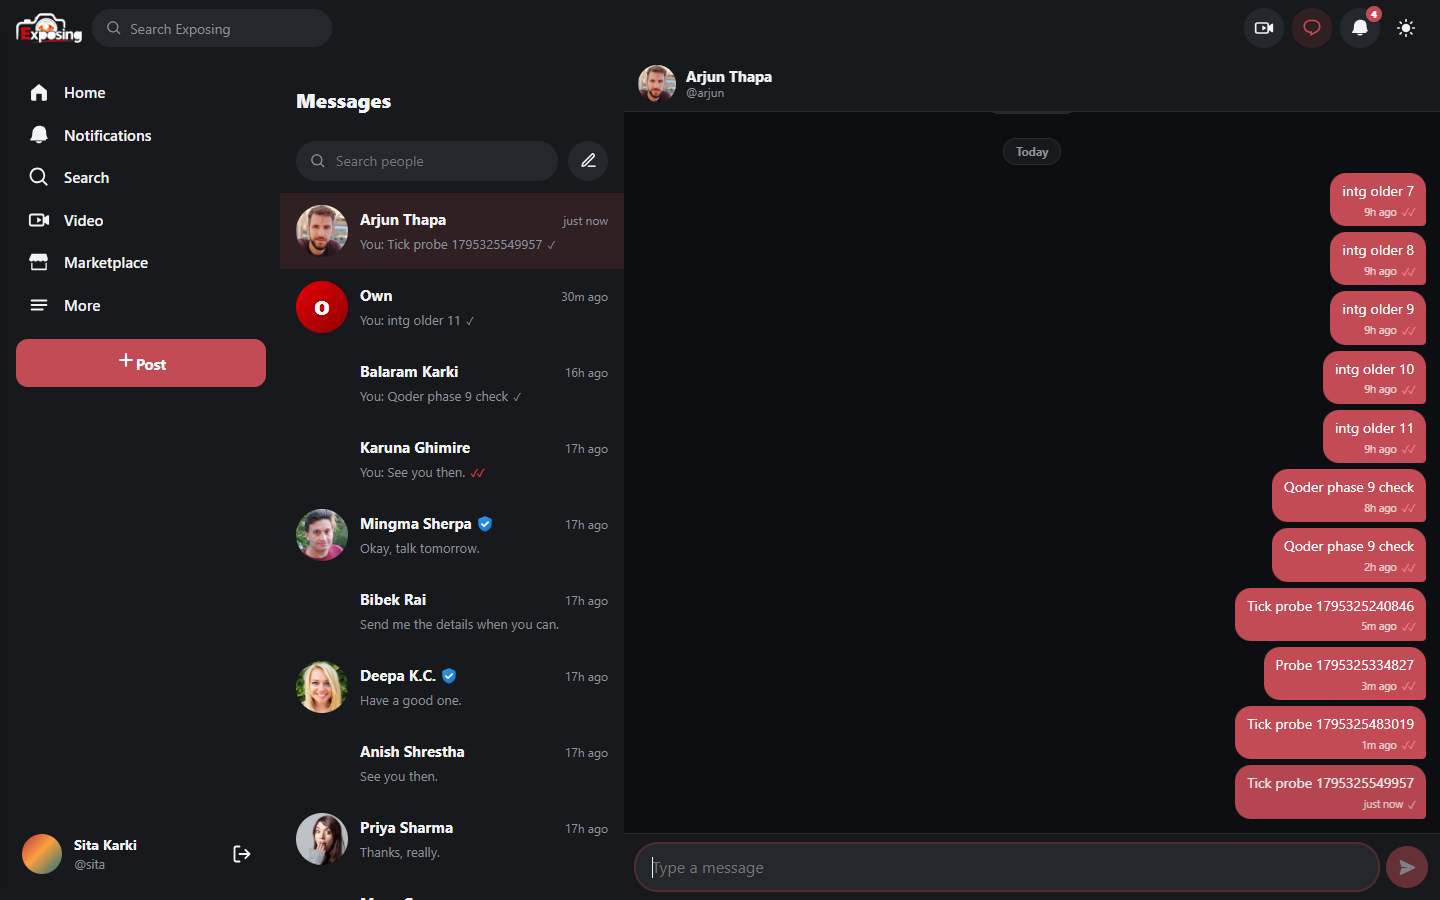 Exposing
Search Exposing
4
Home
Notifications
Search
Video
Marketplace
More
Post
Sita Karki
@sita
Messages
Search people
Arjun Thapa
just now
You: Tick probe 1795325549957 ✓
O
Own
30m ago
You: intg older 11 ✓
Balaram Karki
16h ago
You: Qoder phase 9 check ✓
Karuna Ghimire
17h ago
You: See you then. ✓✓
Mingma Sherpa
17h ago
Okay, talk tomorrow.
Bibek Rai
17h ago
Send me the details when you can.
Deepa K.C.
17h ago
Have a good one.
Anish Shrestha
17h ago
See you then.
Priya Sharma
17h ago
Thanks, really.
Arjun Thapa
@arjun
Today
intg older 7
9h ago ✓✓
intg older 8
9h ago ✓✓
intg older 9
9h ago ✓✓
intg older 10
9h ago ✓✓
intg older 11
9h ago ✓✓
Qoder phase 9 check
8h ago ✓✓
Qoder phase 9 check
2h ago ✓✓
Tick probe 1795325240846
5m ago ✓✓
Probe 1795325334827
3m ago ✓✓
Tick probe 1795325483019
1m ago ✓✓
Tick probe 1795325549957
just now ✓
Type a message